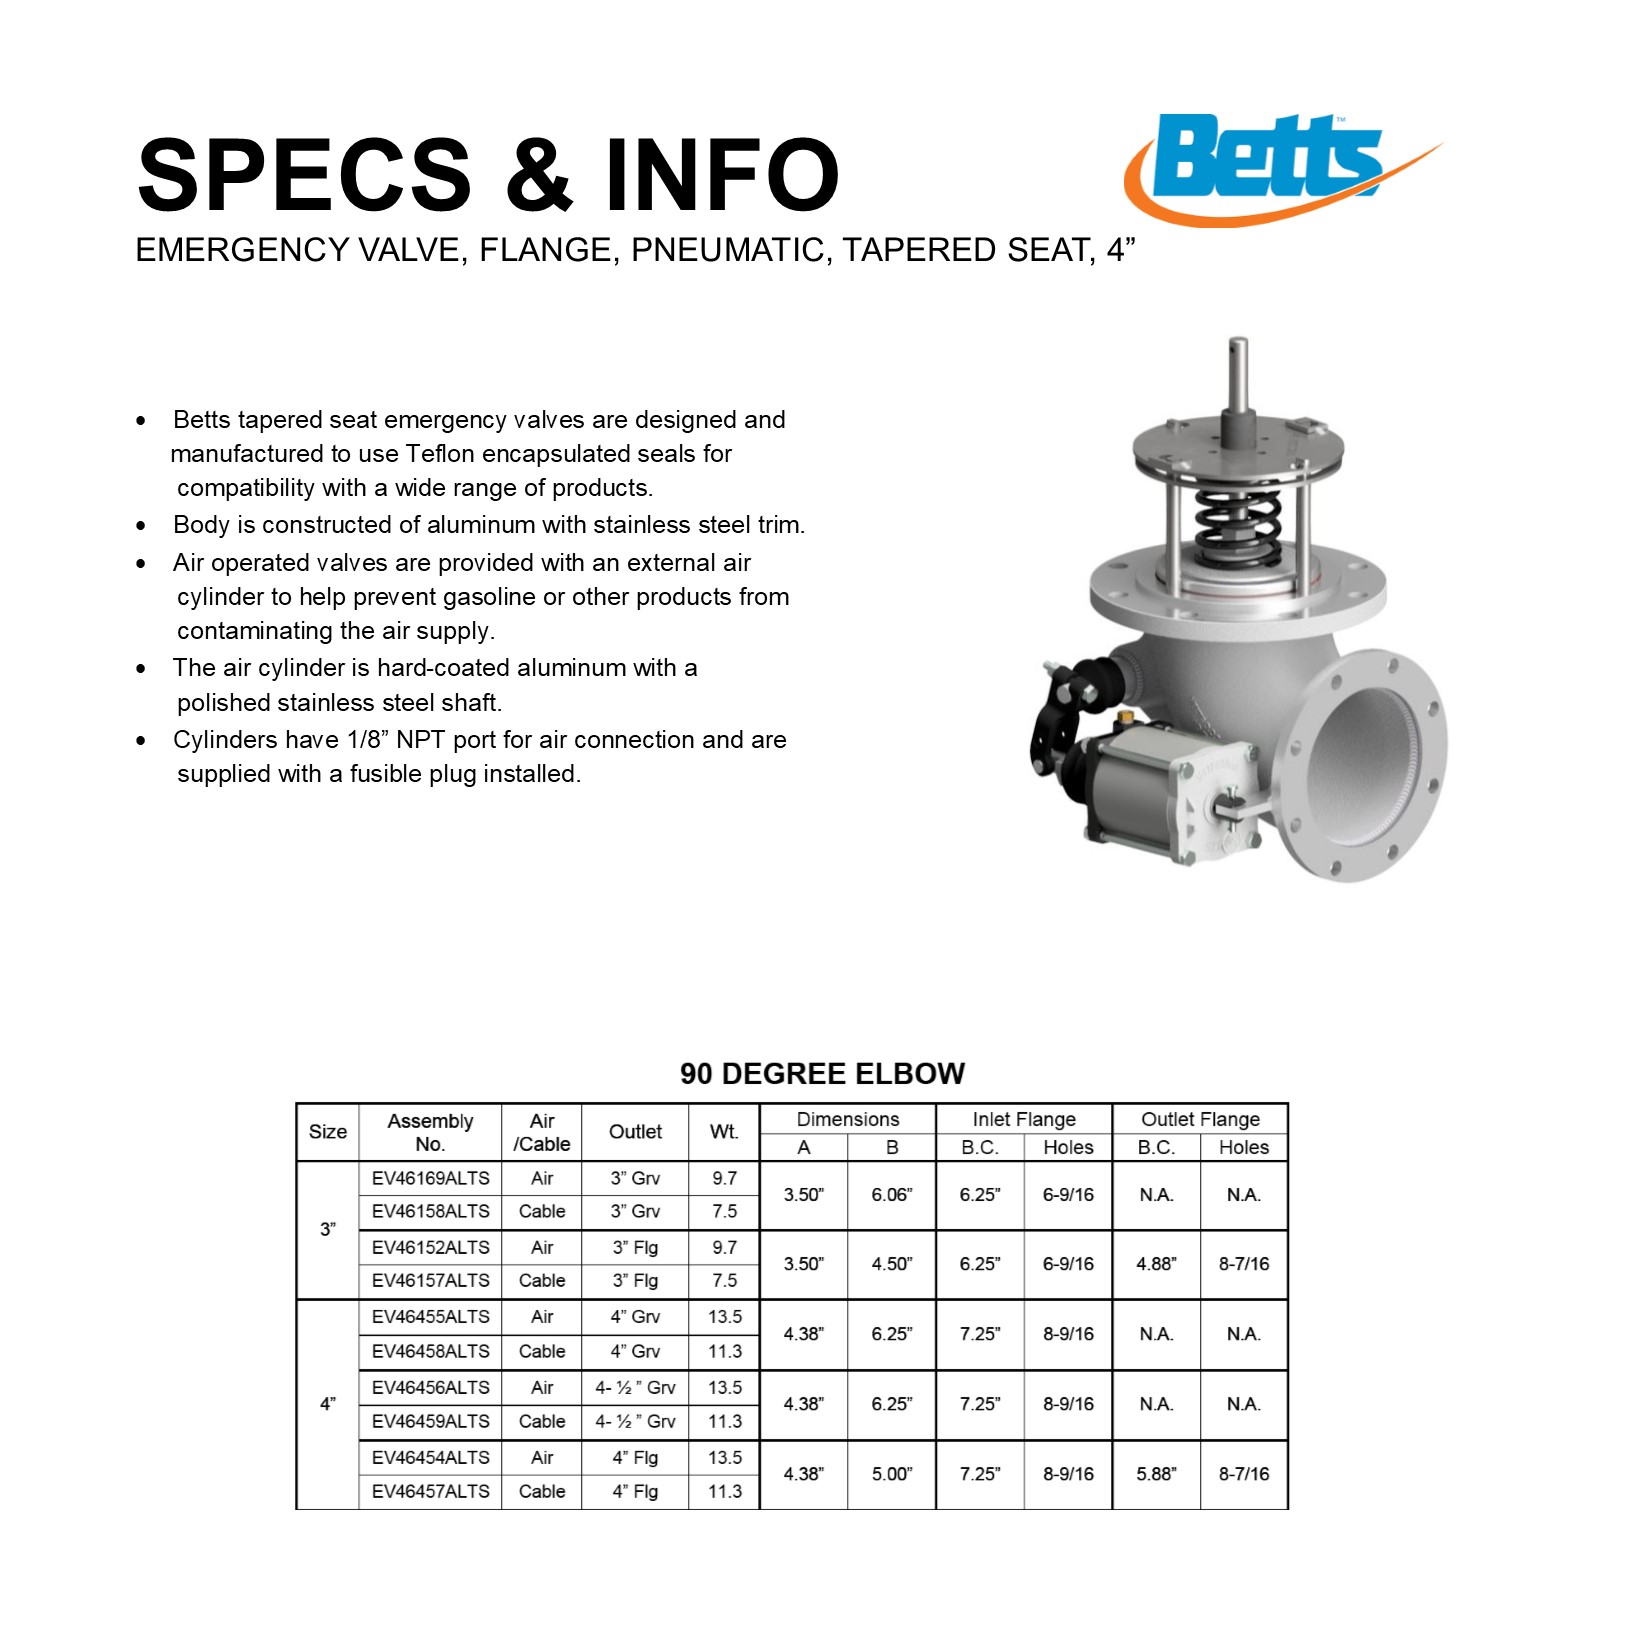 Betts™
SPECS & INFO
EMERGENCY VALVE, FLANGE, PNEUMATIC, TAPERED SEAT, 4”
• Betts tapered seat emergency valves are designed and
manufactured to use Teflon encapsulated seals for
compatibility with a wide range of products.
• Body is constructed of aluminum with stainless steel trim.
• Air operated valves are provided with an external air
cylinder to help prevent gasoline or other products from
contaminating the air supply.
• The air cylinder is hard-coated aluminum with a
polished stainless steel shaft.
• Cylinders have 1/8” NPT port for air connection and are
supplied with a fusible plug installed.
90 DEGREE ELBOW
Size Assembly No. Air /Cable Outlet Wt. Dimensions Inlet Flange Outlet Flange
A B B.C. Holes B.C. Holes
3”
EV46169ALTS Air 3” Grv 9.7 3.50” 6.06” 6.25” 6-9/16 N.A. N.A.
EV46158ALTS Cable 3” Grv 7.5
EV46152ALTS Air 3” Flg 9.7 3.50” 4.50” 6.25” 6-9/16 4.88” 8-7/16
EV46157ALTS Cable 3” Flg 7.5
4”
EV46455ALTS Air 4” Grv 13.5 4.38” 6.25” 7.25” 8-9/16 N.A. N.A.
EV46458ALTS Cable 4” Grv 11.3
EV46456ALTS Air 4- ½ ” Grv 13.5 4.38” 6.25” 7.25” 8-9/16 N.A. N.A.
EV46459ALTS Cable 4- ½ ” Grv 11.3
EV46454ALTS Air 4” Flg 13.5 4.38” 5.00” 7.25” 8-9/16 5.88” 8-7/16
EV46457ALTS Cable 4” Flg 11.3